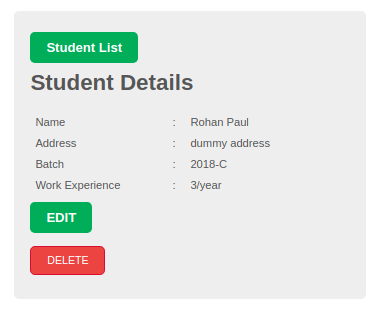 Student List
Student Details
Name : Rohan Paul
Address : dummy address
Batch : 2018-C
Work Experience : 3/year
EDIT
DELETE